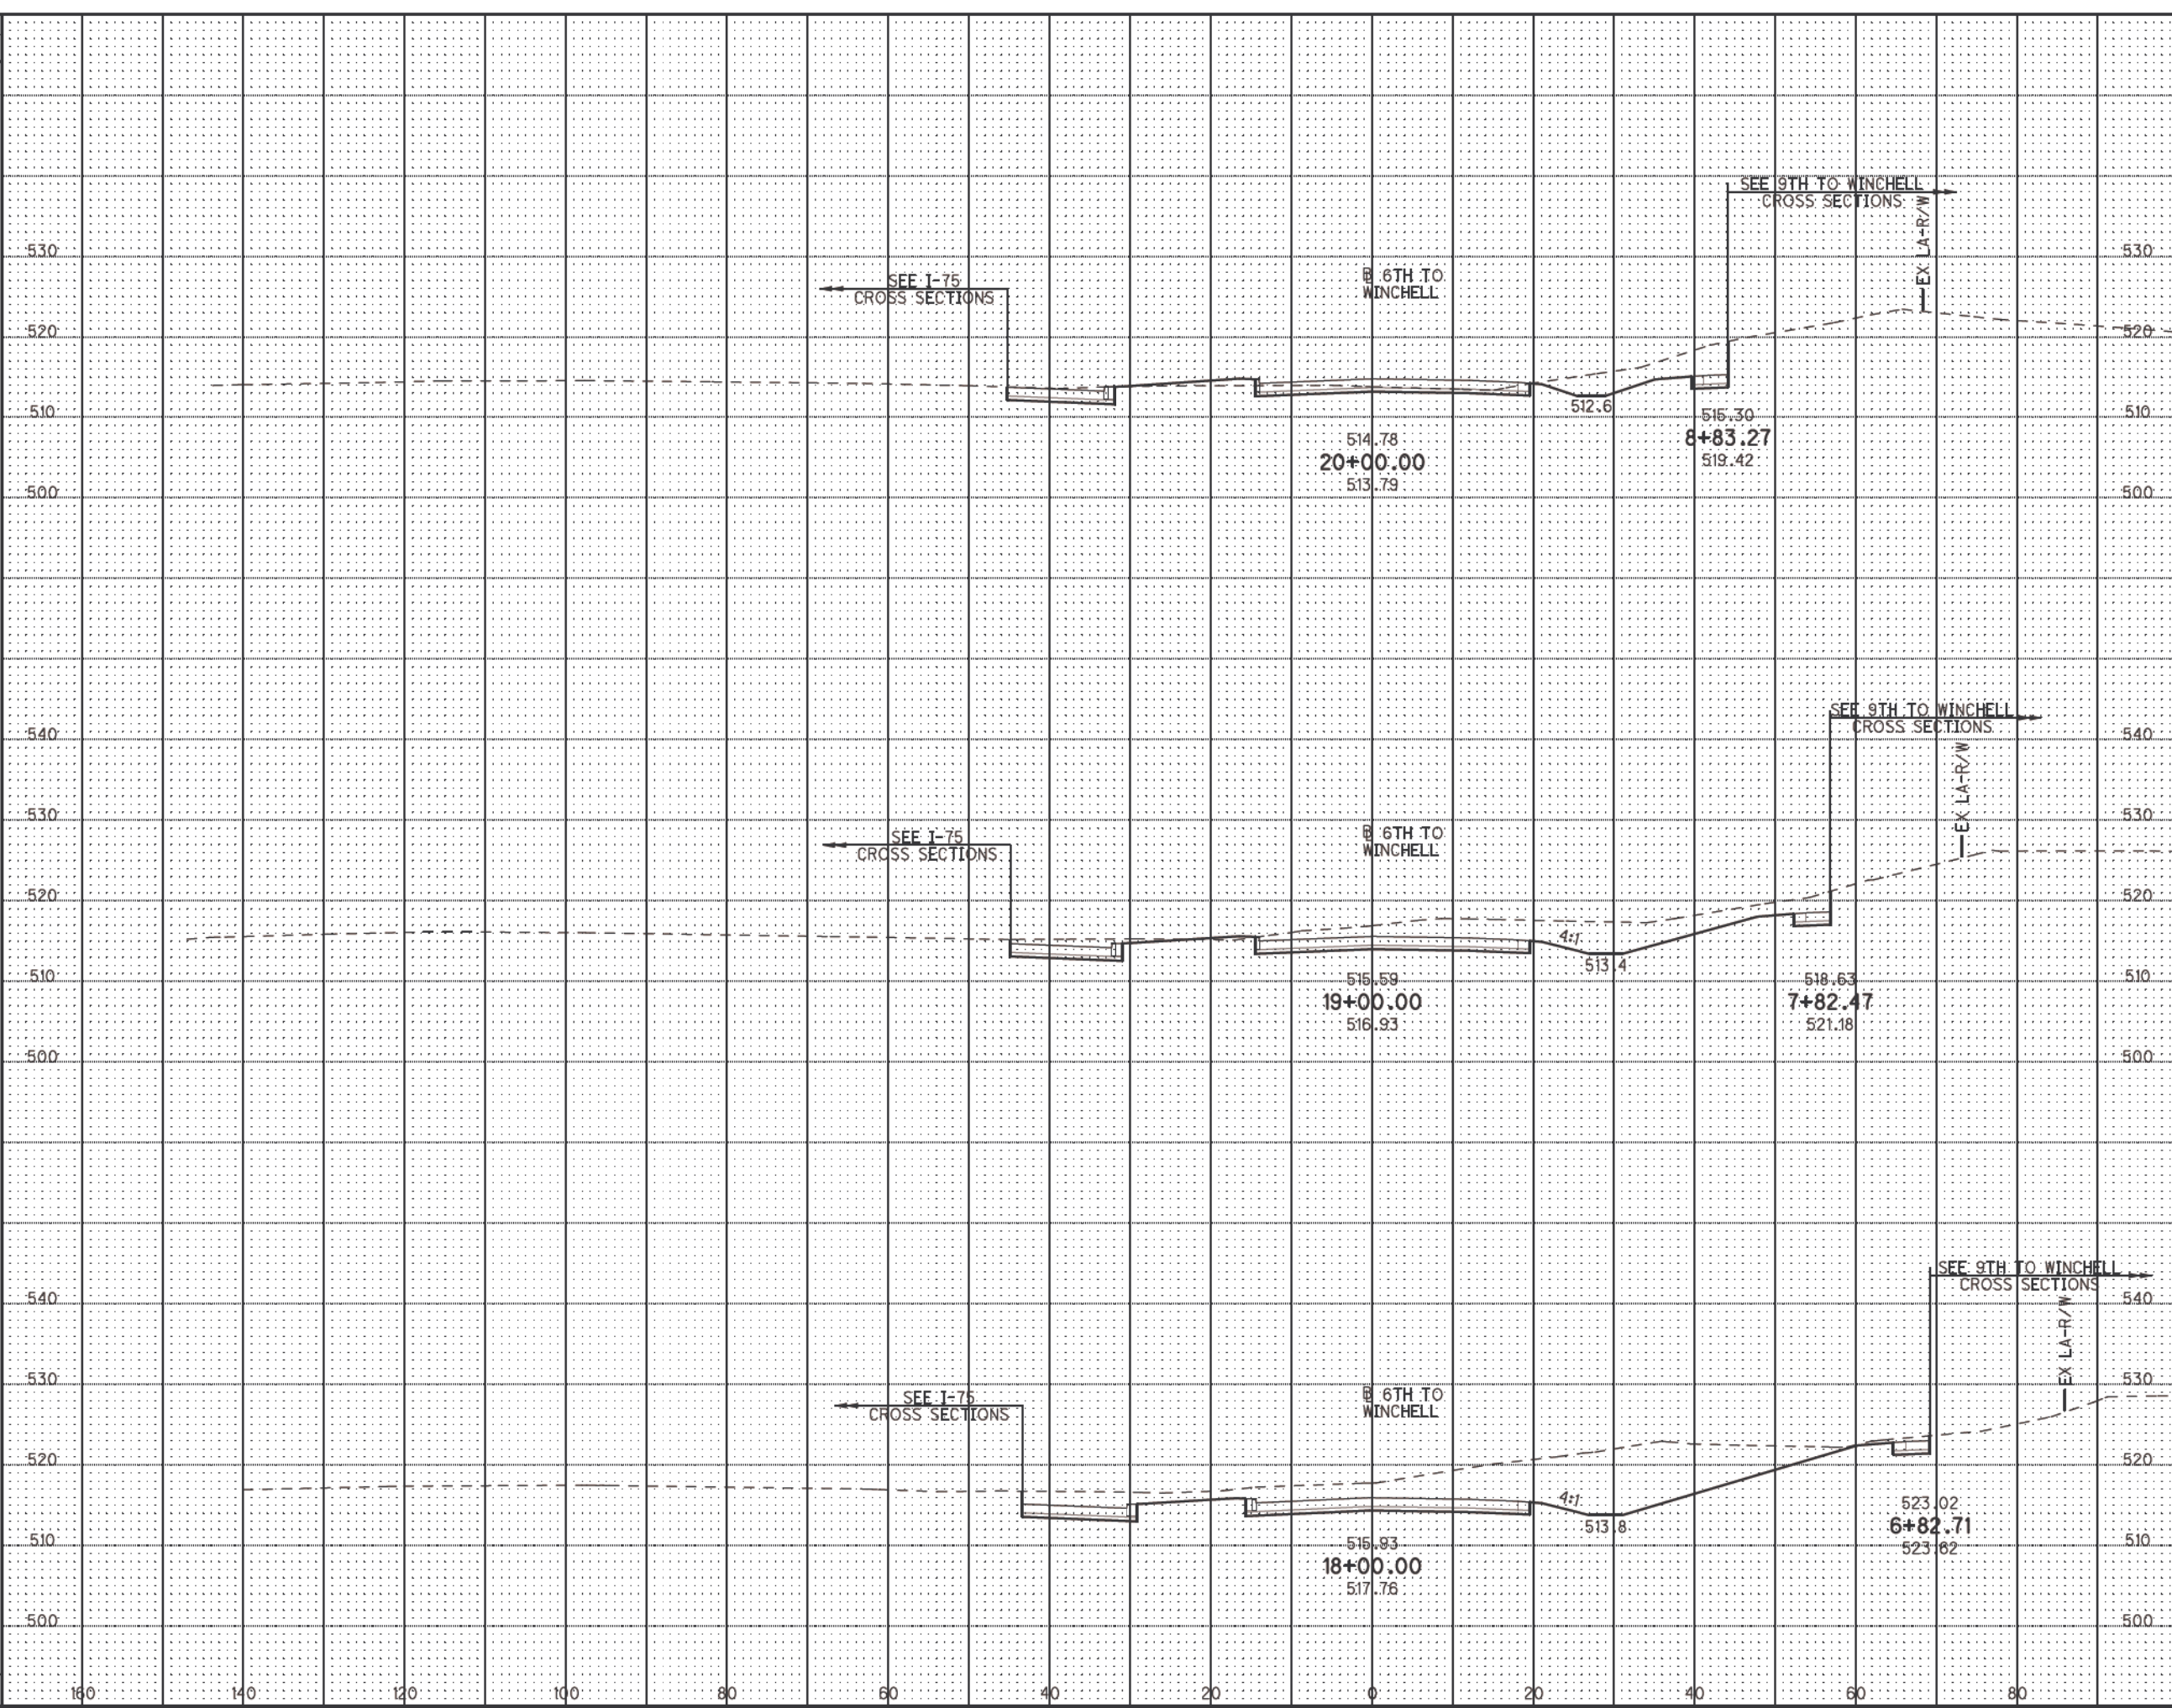 SEE 9TH TO WINCHELL
CROSS SECTIONS
EX LA-R/W
530
530
SEE I-75
CROSS SECTIONS
B 6TH TO
WINCHELL
520
520
510
512.6
515.30
510
514.78
8+83.27
20+00.00
519.42
513.79
500
500
SEE 9TH TO WINCHELL
CROSS SECTIONS
540
540
EX LA-R/W
530
530
SEE I-75
CROSS SECTIONS
B 6TH TO
WINCHELL
520
520
4:1
513.4
510
515.59
518.63
510
19+00.00
7+82.47
516.93
521.18
500
500
SEE 9TH TO WINCHELL
CROSS SECTIONS
540
540
EX LA-R/W
530
530
SEE I-75
CROSS SECTIONS
B 6TH TO
WINCHELL
520
520
4:1
513.8
523.02
6+82.71
523.62
510
515.93
510
18+00.00
517.76
500
500
160 140 120 100 80 60 40 20 0 20 40 60 80